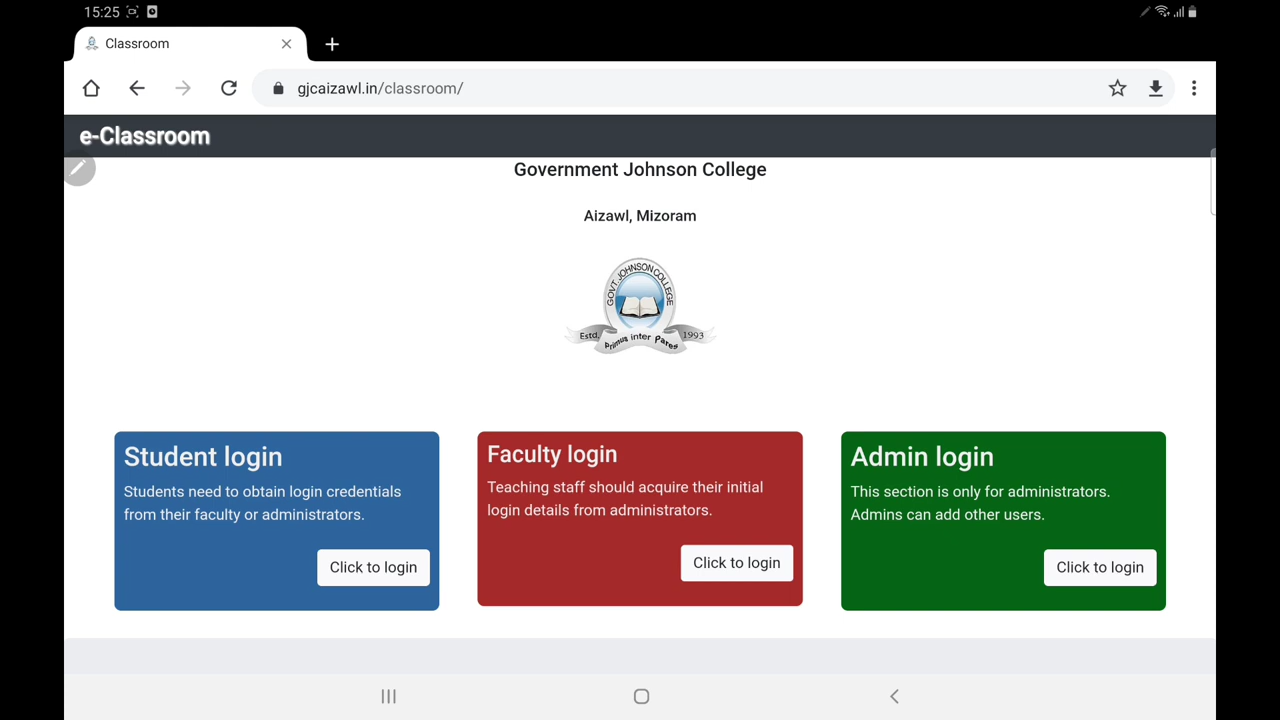 15:25
Classroom
gjcaizawl.in/classroom/
e-Classroom
Government Johnson College
Aizawl, Mizoram
GOVT. JOHNSON COLLEGE
Estd. 1993
Primus inter Pares
Student login
Students need to obtain login credentials
from their faculty or administrators.
Click to login
Faculty login
Teaching staff should acquire their initial
login details from administrators.
Click to login
Admin login
This section is only for administrators.
Admins can add other users.
Click to login